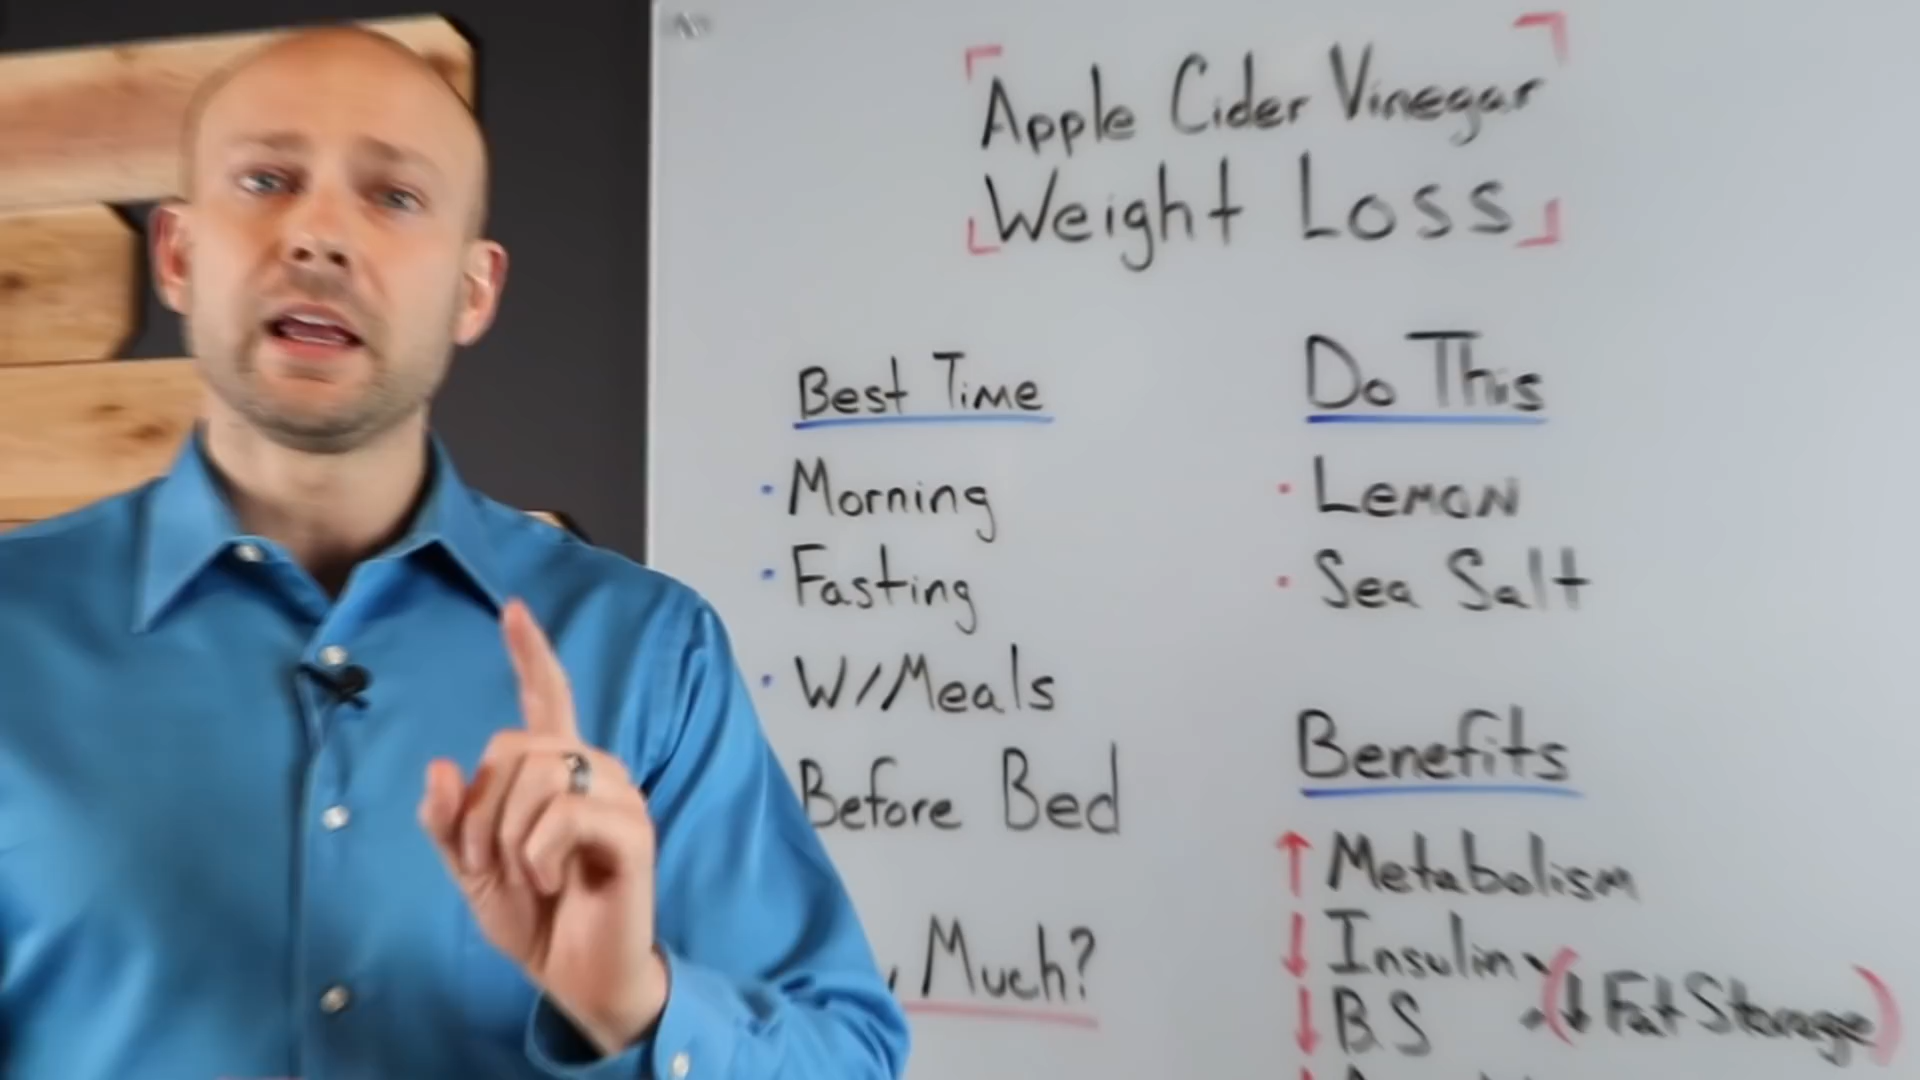 Apple Cider Vinegar
Weight Loss
Best Time
Morning
Fasting
W/Meals
Before Bed
Much?
Do This
Lemon
Sea Salt
Benefits
↑ Metabolism
↓ Insulin
↓ BS
(↓ Fat Storage)